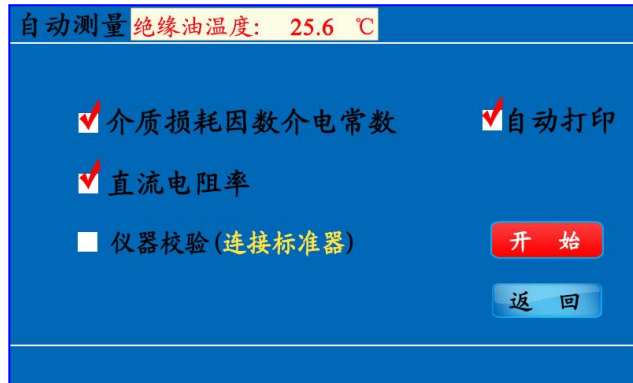 自动测量 绝缘油温度: 25.6 ℃
介质损耗因数介电常数 自动打印
直流电阻率
仪器校验(连接标准器)
开 始
返 回